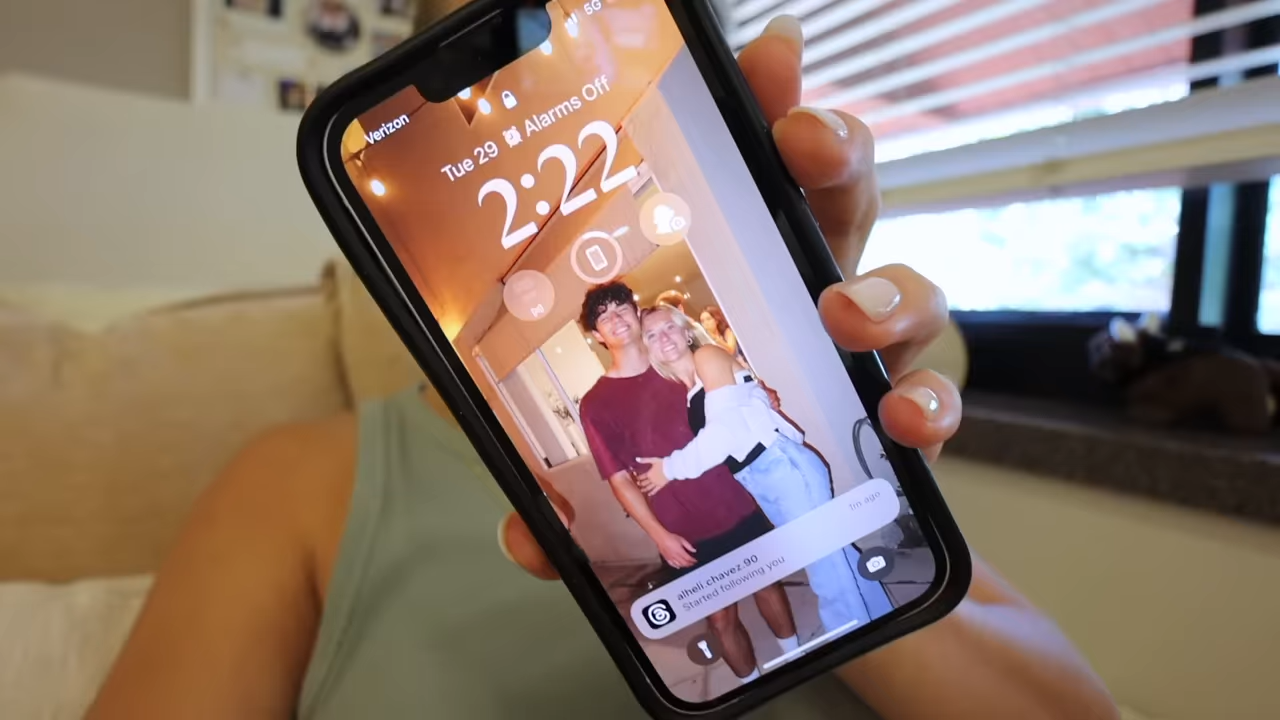 5G
Verizon
Tue 29 Alarms Off
2:22
alheli.chavez.90
1m ago
Started following you